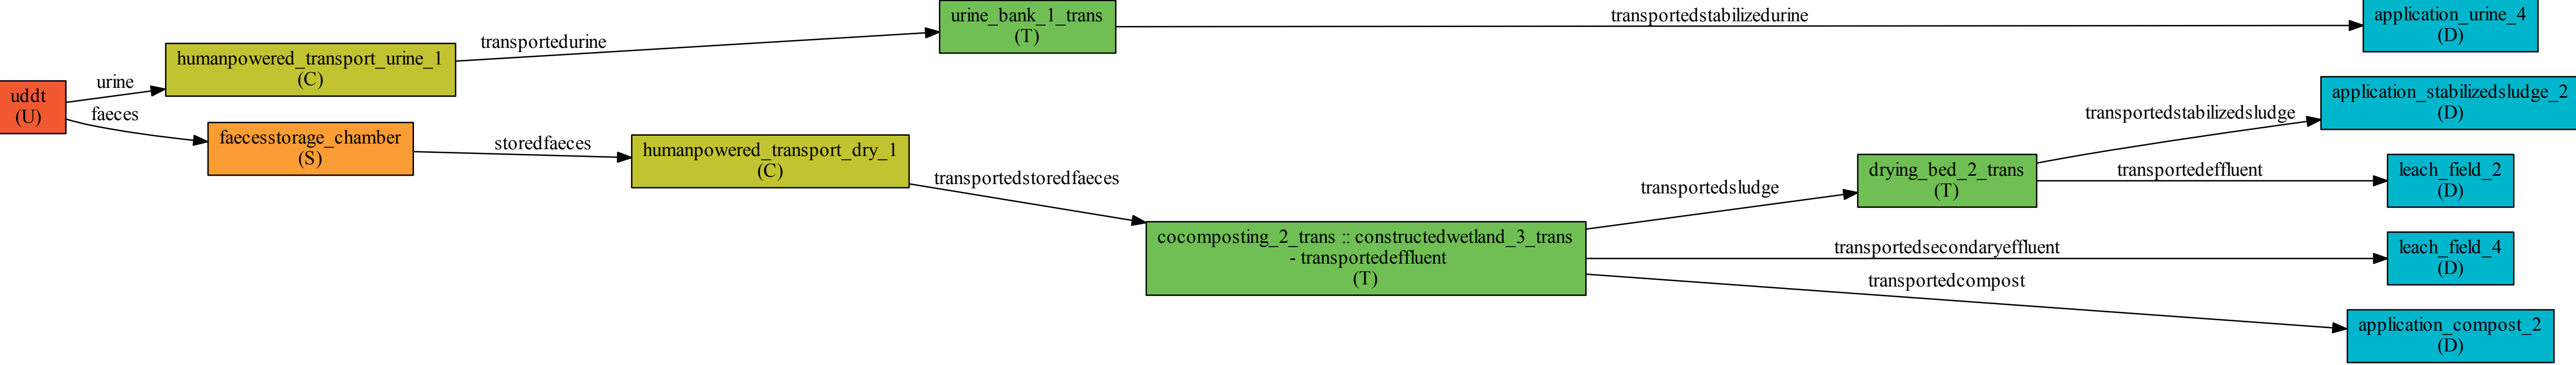 uddt
(U)
urine
faeces
humanpowered_transport_urine_1
(C)
transportedurine
urine_bank_1_trans
(T)
transportedstabilizedurine
application_urine_4
(D)
faecesstorage_chamber
(S)
storedfaeces
humanpowered_transport_dry_1
(C)
transportedstoredfaeces
cocomposting_2_trans :: constructedwetland_3_trans
- transportedeffluent
(T)
transportedsludge
drying_bed_2_trans
(T)
transportedstabilizedsludge
application_stabilizedsludge_2
(D)
transportedeffluent
leach_field_2
(D)
transportedsecondaryeffluent
leach_field_4
(D)
transportedcompost
application_compost_2
(D)